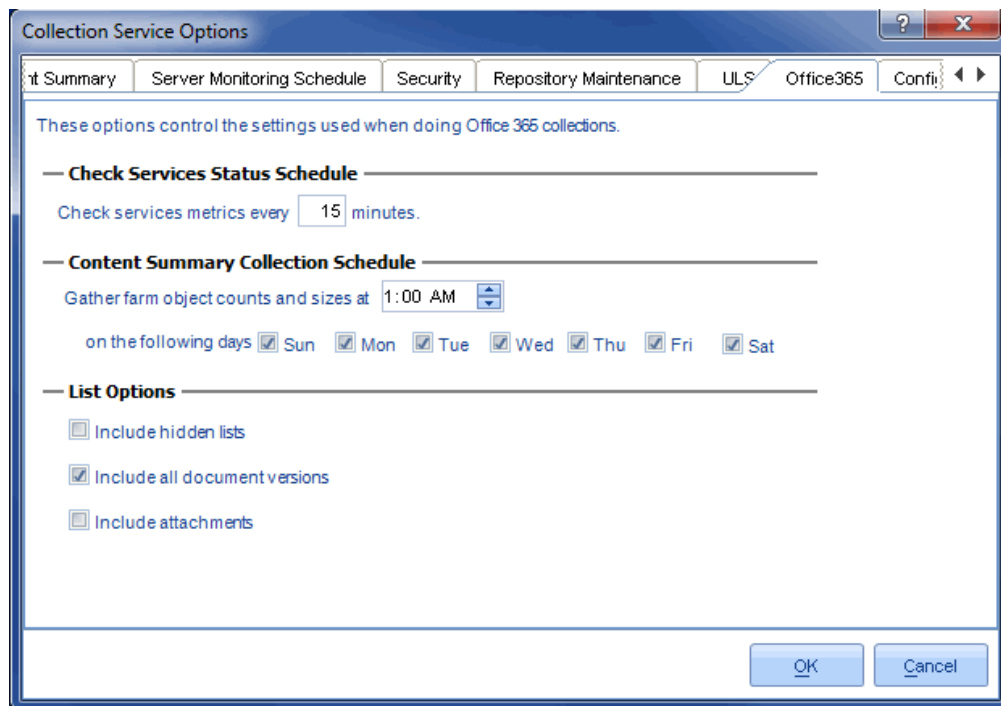 Collection Service Options
?
X
nt Summary Server Monitoring Schedule Security Repository Maintenance ULS Office365 Config
These options control the settings used when doing Office 365 collections.
Check Services Status Schedule
Check services metrics every 15 minutes.
Content Summary Collection Schedule
Gather farm object counts and sizes at 1:00 AM
on the following days Sun Mon Tue Wed Thu Fri Sat
List Options
Include hidden lists
Include all document versions
Include attachments
OK Cancel